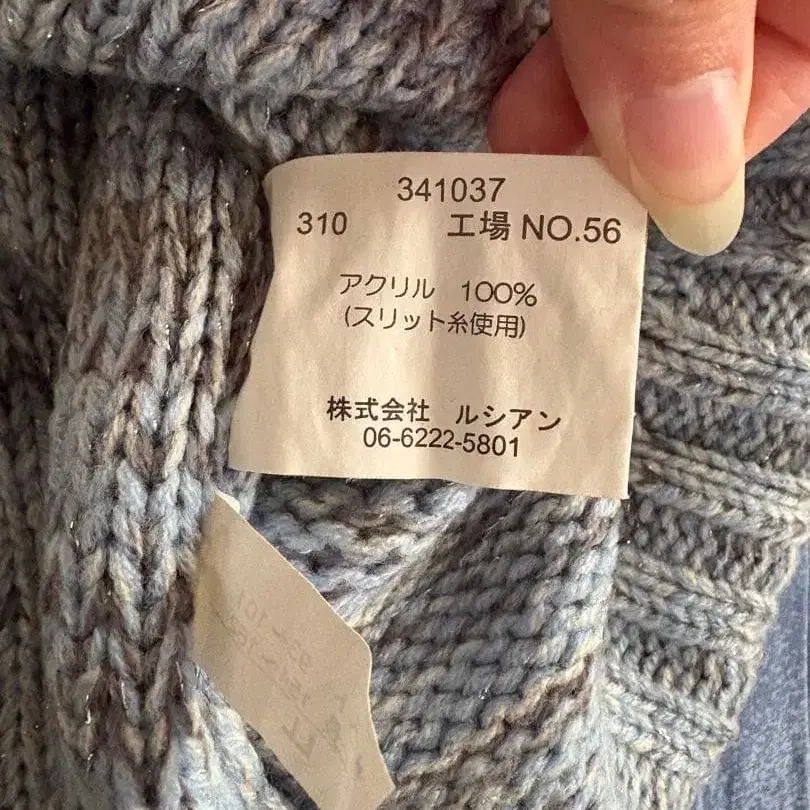 341037
310 工場 NO.56
アクリル 100%
(スリット糸使用)
株式会社 ルシアン
06-6222-5801